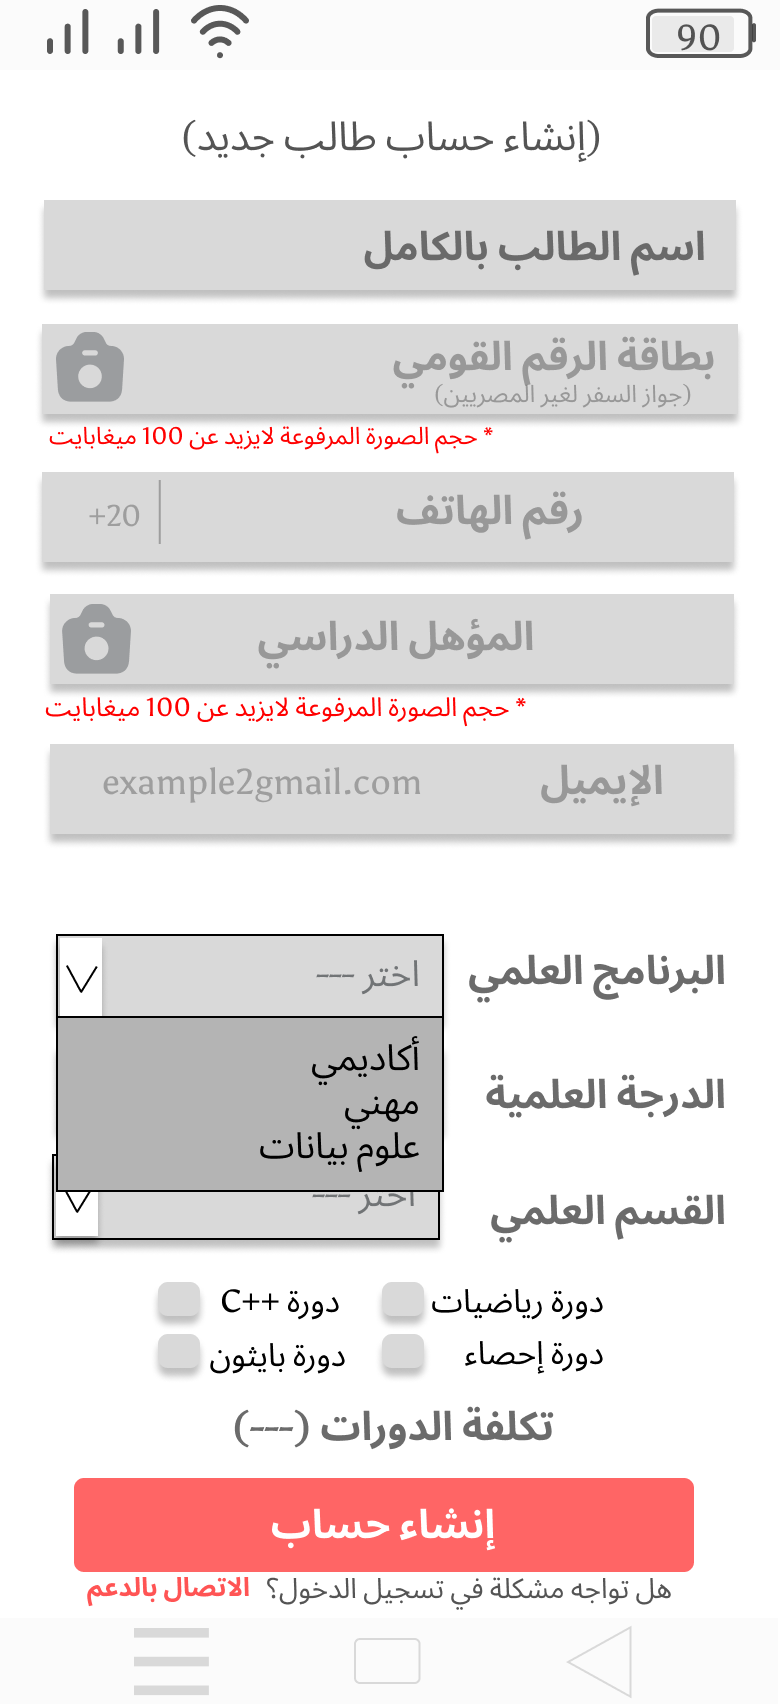 90
(إنشاء حساب طالب جديد)
اسم الطالب بالكامل
بطاقة الرقم القومي
(جواز السفر لغير المصريين)
* حجم الصورة المرفوعة لايزيد عن 100 ميغابايت
رقم الهاتف +20
المؤهل الدراسي
* حجم الصورة المرفوعة لايزيد عن 100 ميغابايت
الإيميل example2gmail.com
البرنامج العلمي اختر ---
أكاديمي
الدرجة العلمية
مهني
علوم بيانات
القسم العلمي اختر ---
دورة رياضيات دورة C++
دورة إحصاء دورة بايثون
تكلفة الدورات (---)
إنشاء حساب
هل تواجه مشكلة في تسجيل الدخول؟ الاتصال بالدعم